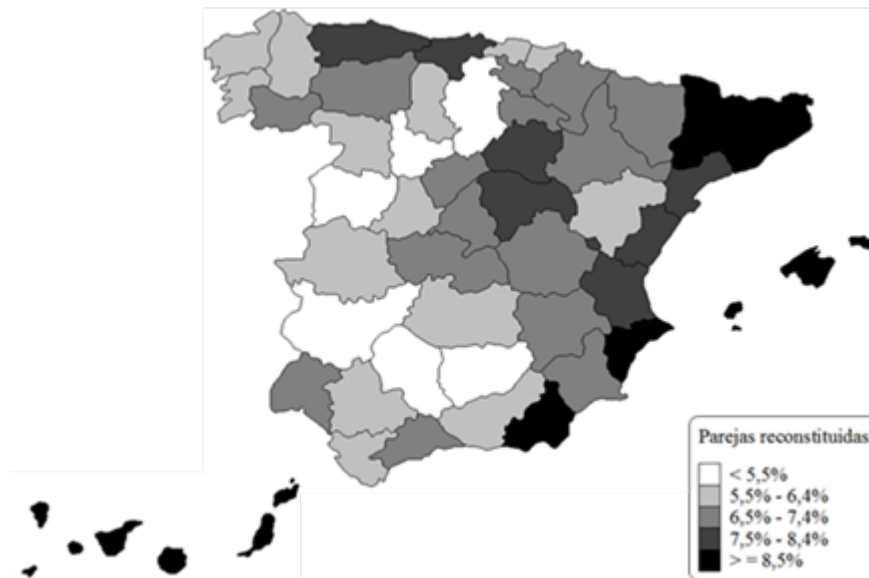 Parejas reconstituidas
< 5,5%
5,5% - 6,4%
6,5% - 7,4%
7,5% - 8,4%
> = 8,5%